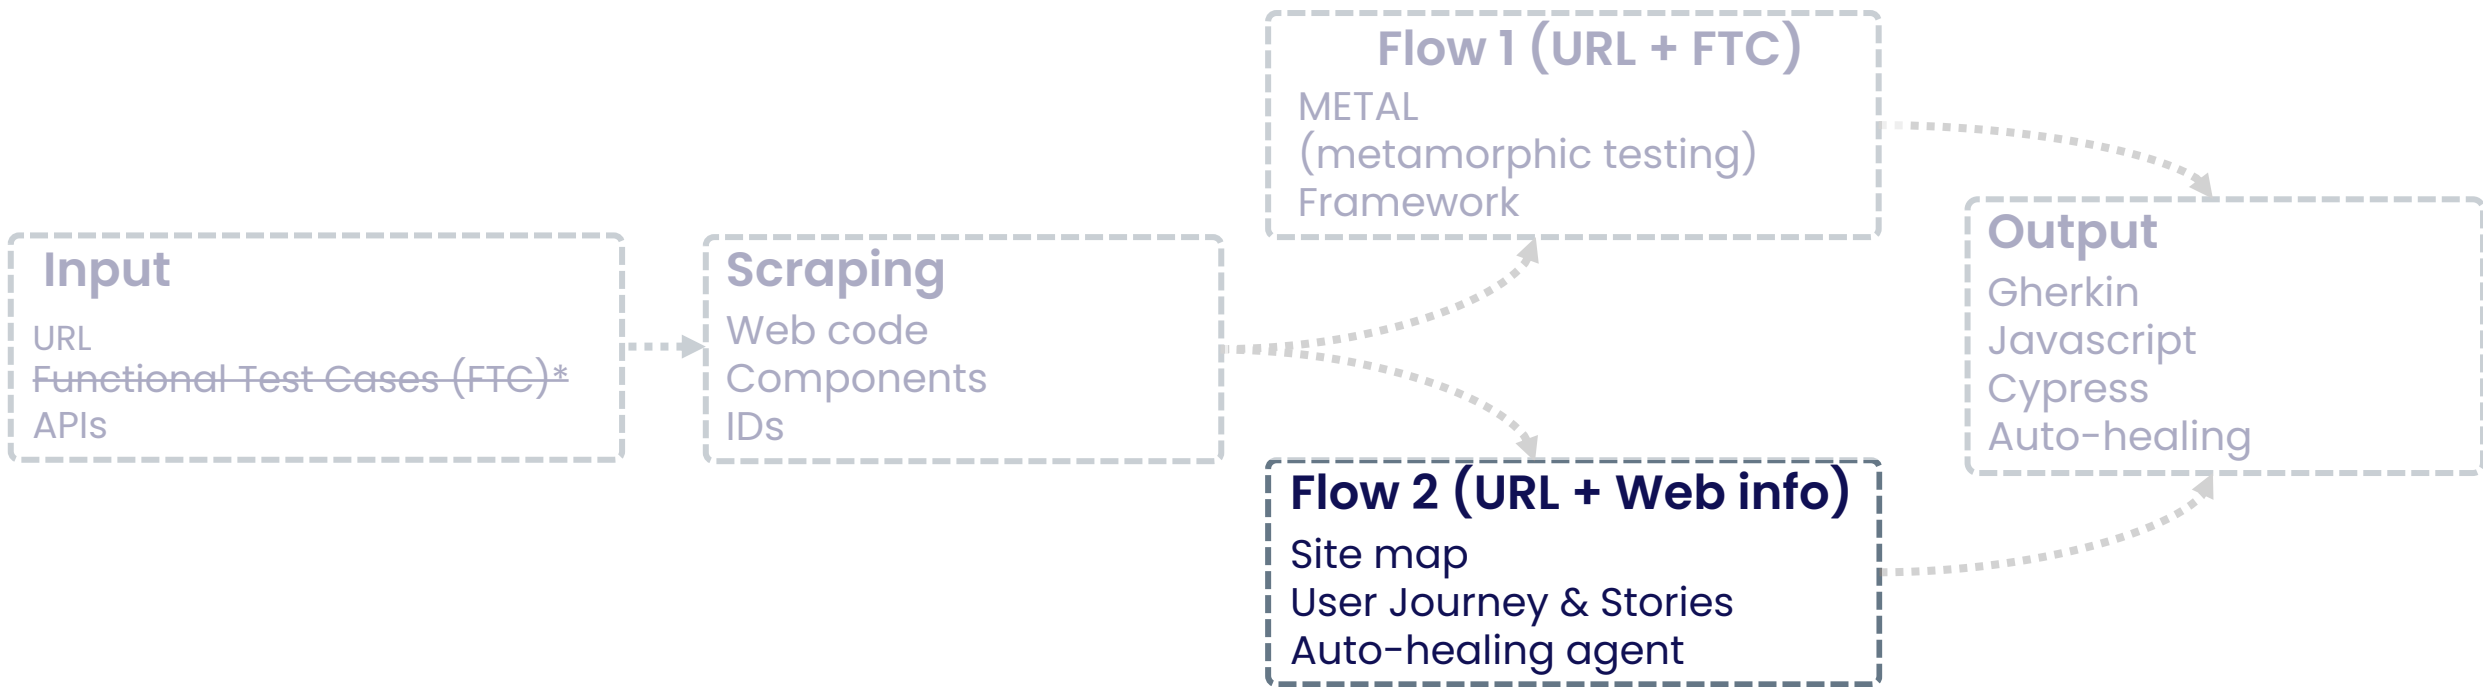 Input
URL
Functional Test Cases (FTC)*
APIs
Scraping
Web code
Components
IDs
Flow 1 (URL + FTC)
METAL
(metamorphic testing)
Framework
Flow 2 (URL + Web info)
Site map
User Journey & Stories
Auto-healing agent
Output
Gherkin
Javascript
Cypress
Auto-healing